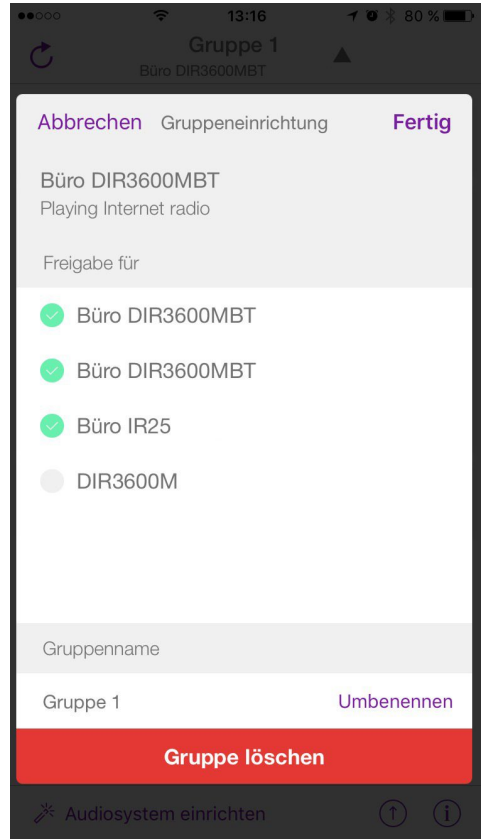 13:16
80 %
Gruppe 1
Büro DIR3600MBT
Abbrechen Gruppeneinrichtung Fertig
Büro DIR3600MBT
Playing Internet radio
Freigabe für
Büro DIR3600MBT
Büro DIR3600MBT
Büro IR25
DIR3600M
Gruppenname
Gruppe 1 Umbenennen
Gruppe löschen
Audiosystem einrichten